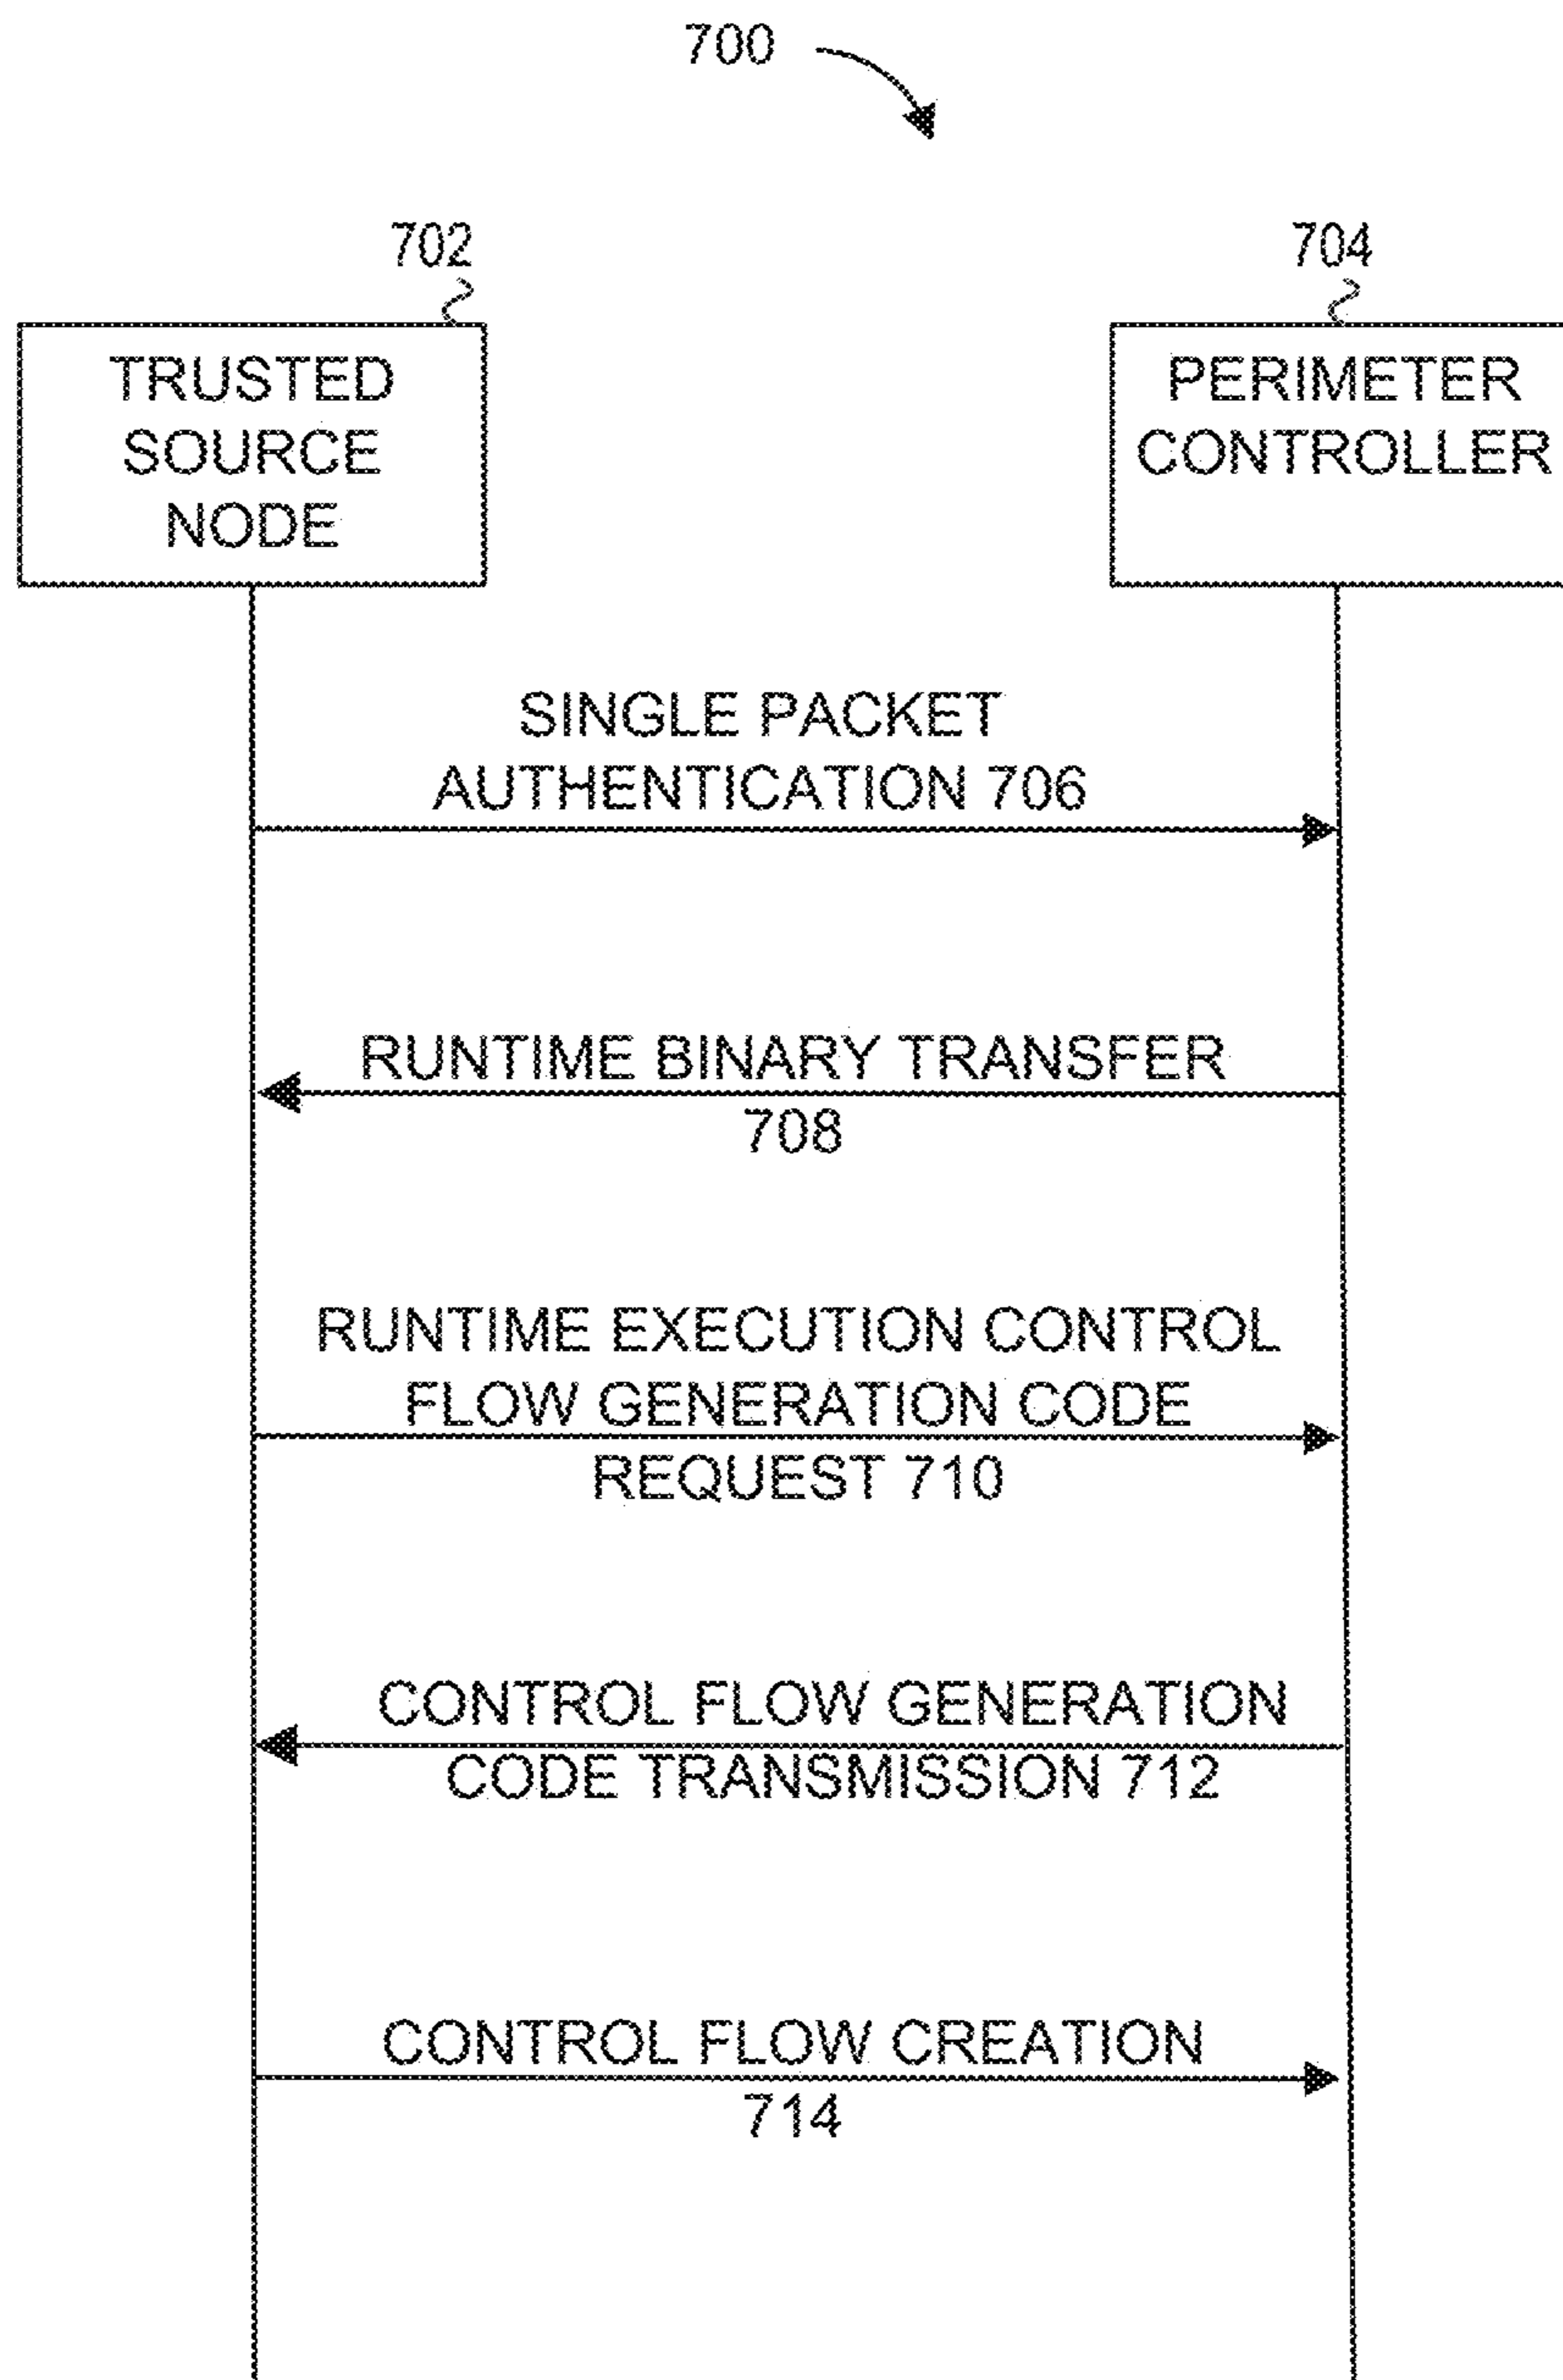 700
702
704
TRUSTED
SOURCE
NODE
PERIMETER
CONTROLLER
SINGLE PACKET
AUTHENTICATION 706
RUNTIME BINARY TRANSFER
708
RUNTIME EXECUTION CONTROL
FLOW GENERATION CODE
REQUEST 710
CONTROL FLOW GENERATION
CODE TRANSMISSION 712
CONTROL FLOW CREATION
714